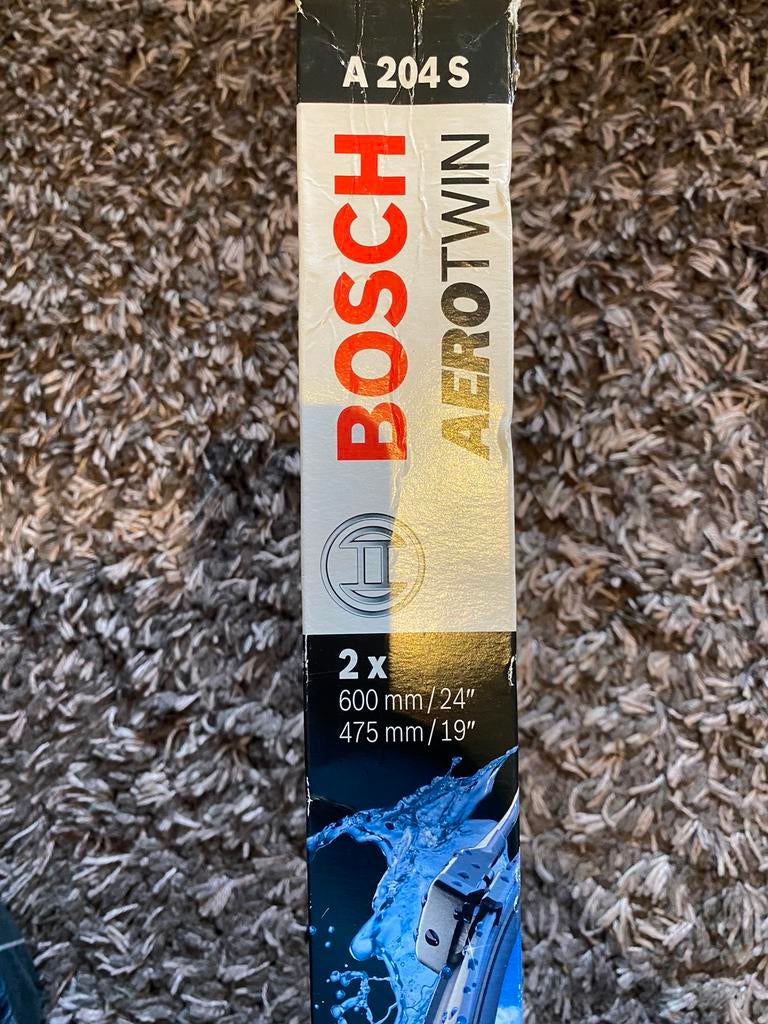 A 204 S
BOSCH
AEROTWIN
2 x
600 mm/24″
475 mm/19″